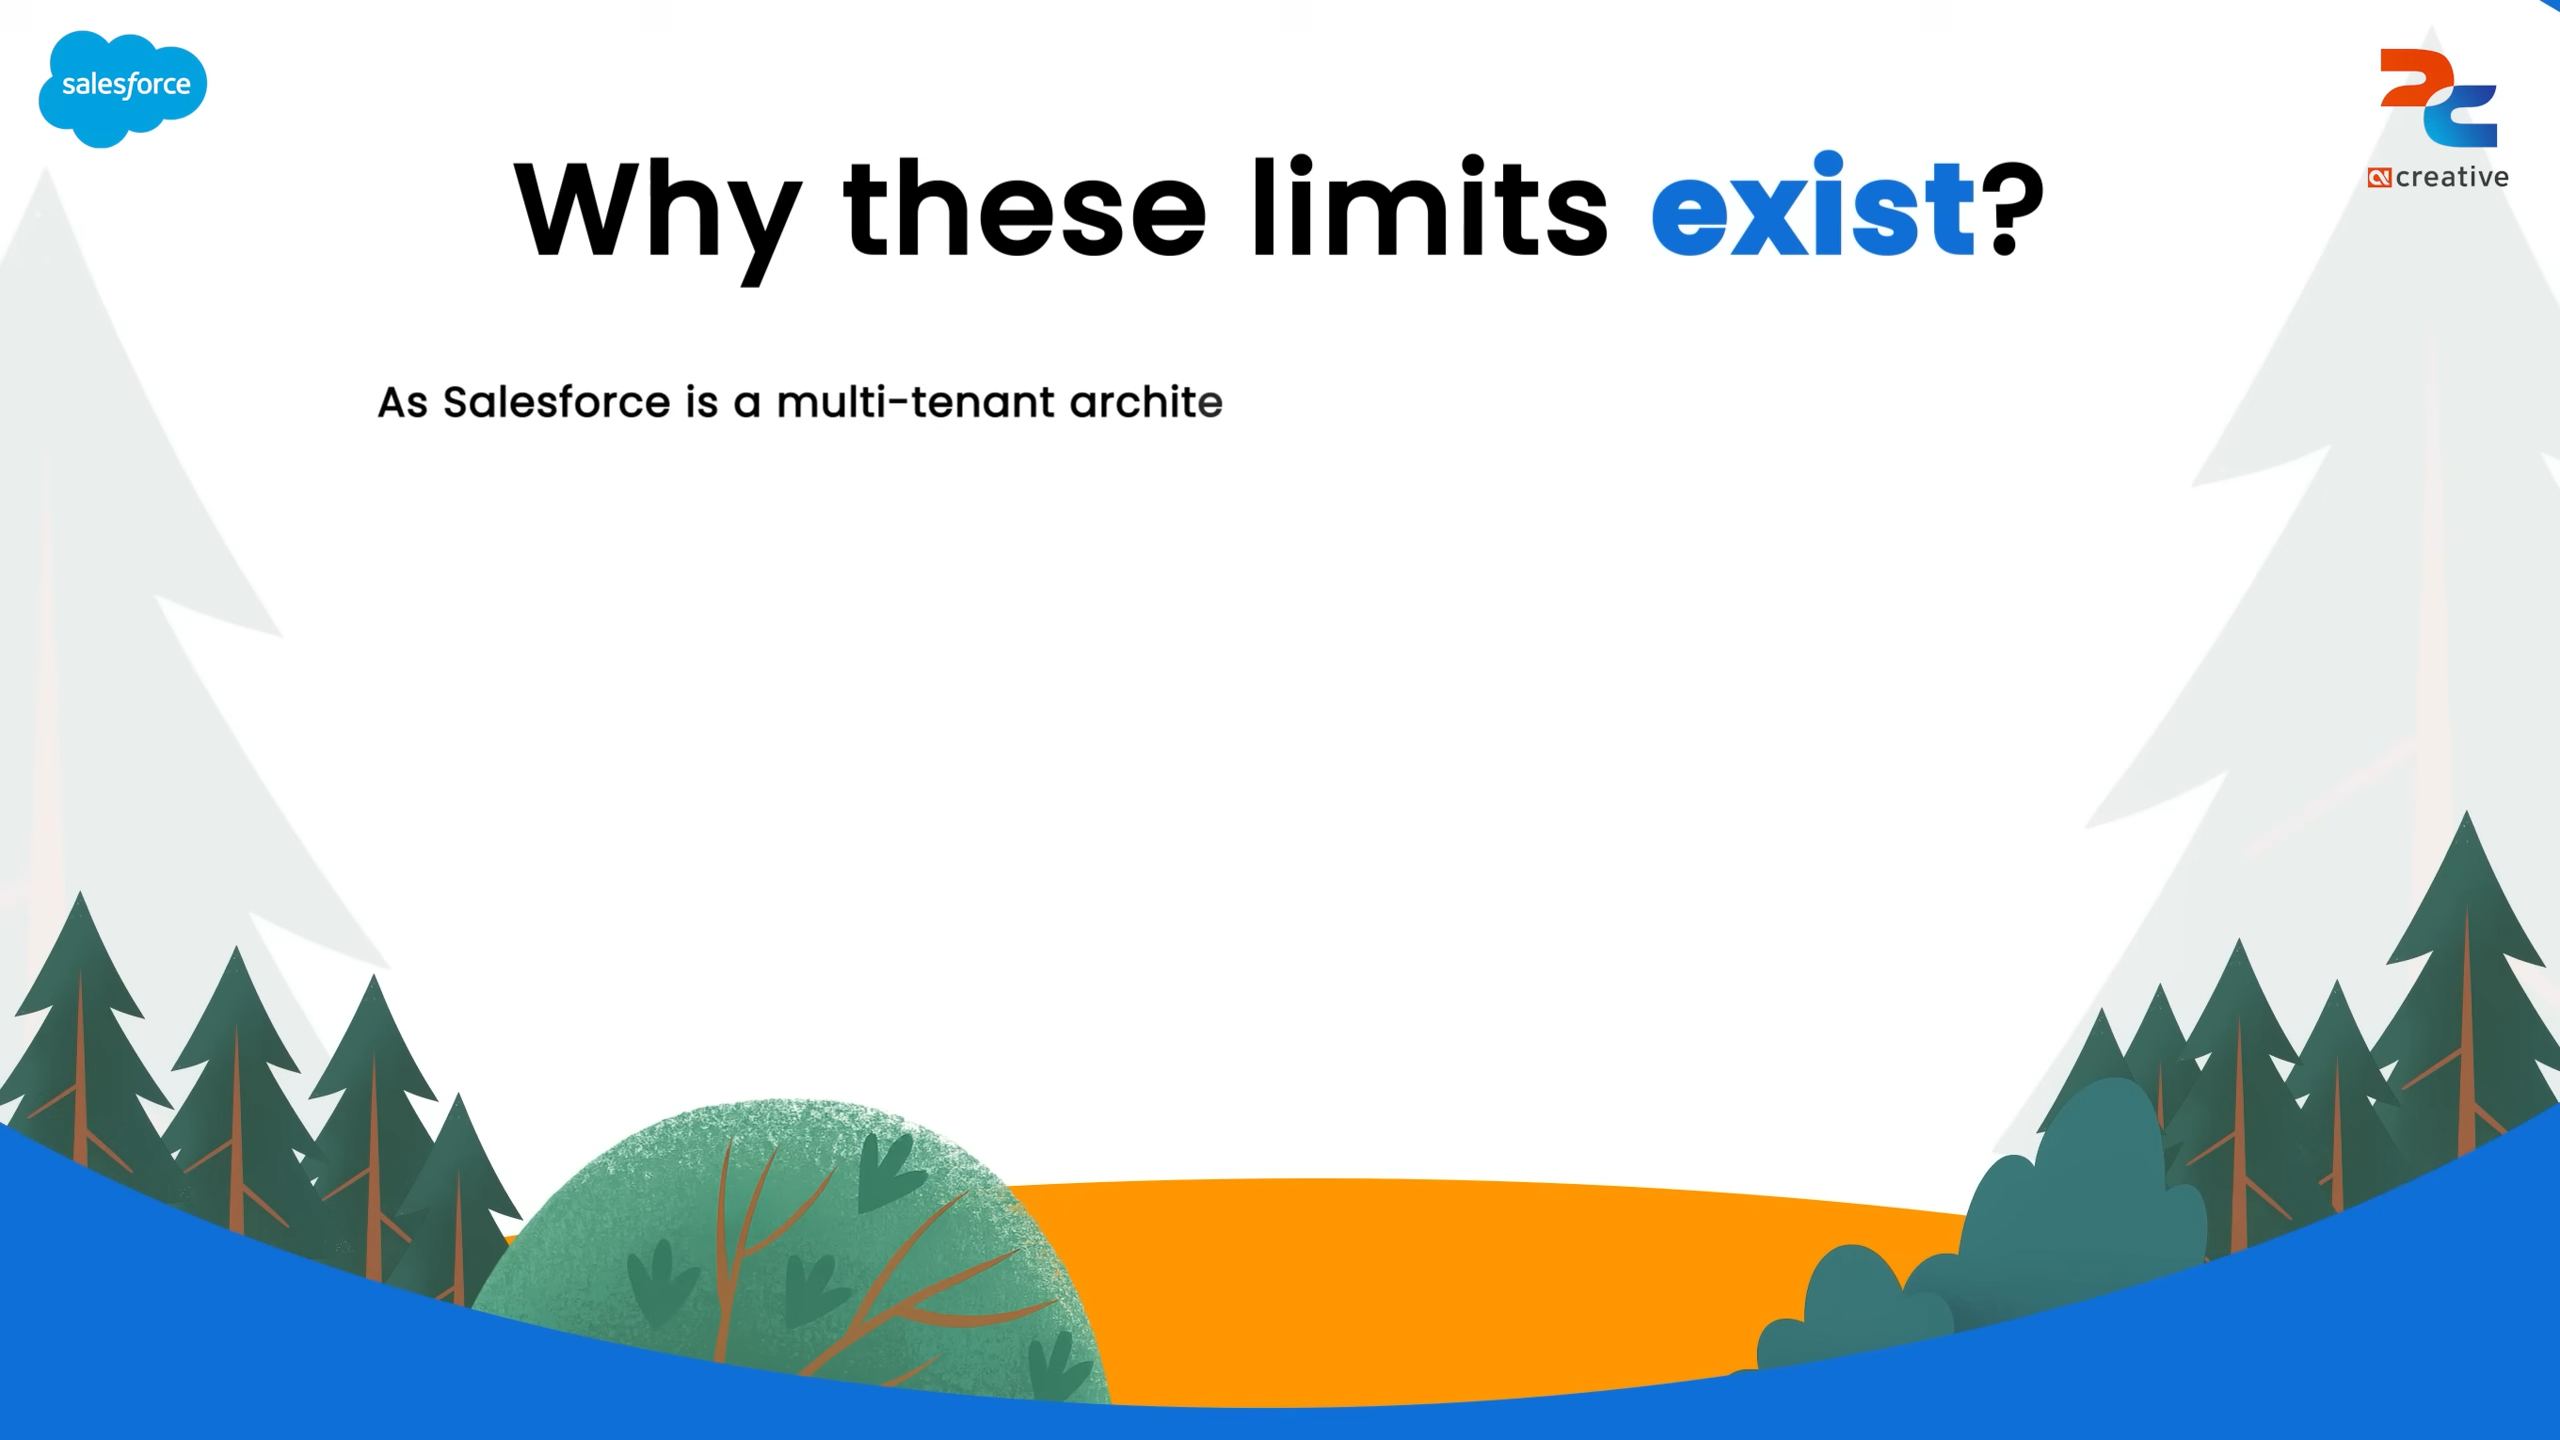 salesforce
creative
Why these limits exist?
As Salesforce is a multi-tenant archite